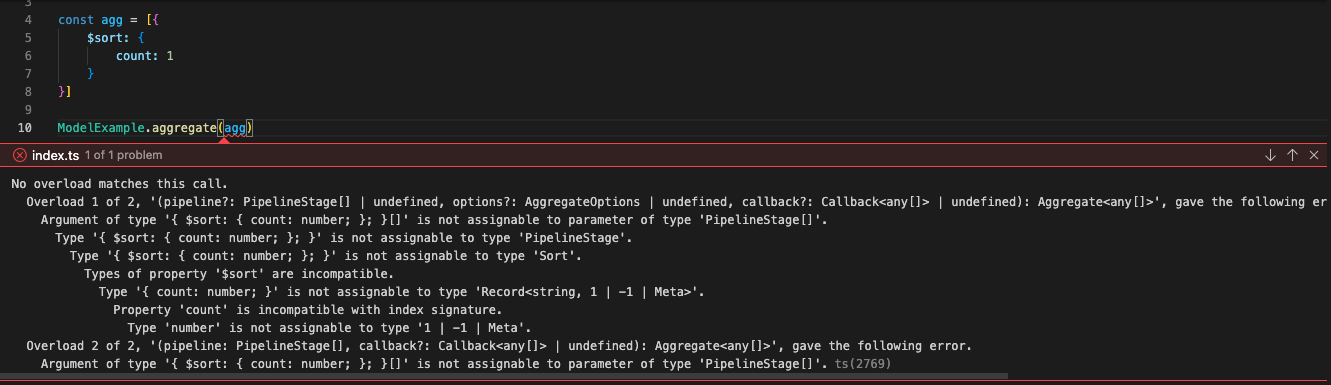 3
4 const agg = [{
5 $sort: {
6 count: 1
7 }
8 }]
9
10 ModelExample.aggregate(agg)
index.ts 1 of 1 problem
No overload matches this call.
Overload 1 of 2, '(pipeline?: PipelineStage[] | undefined, options?: AggregateOptions | undefined, callback?: Callback<any[]> | undefined): Aggregate<any[]>', gave the following er
Argument of type '{ $sort: { count: number; }; }[]' is not assignable to parameter of type 'PipelineStage[]'.
Type '{ $sort: { count: number; }; }' is not assignable to type 'PipelineStage'.
Type '{ $sort: { count: number; }; }' is not assignable to type 'Sort'.
Types of property '$sort' are incompatible.
Type '{ count: number; }' is not assignable to type 'Record<string, 1 | -1 | Meta>'.
Property 'count' is incompatible with index signature.
Type 'number' is not assignable to type '1 | -1 | Meta'.
Overload 2 of 2, '(pipeline: PipelineStage[], callback?: Callback<any[]> | undefined): Aggregate<any[]>', gave the following error.
Argument of type '{ $sort: { count: number; }; }[]' is not assignable to parameter of type 'PipelineStage[]'. ts(2769)